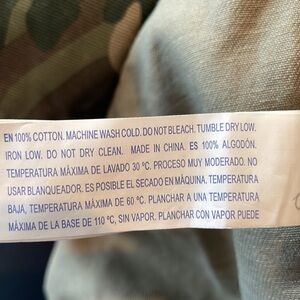 EN 100% COTTON. MACHINE WASH COLD. DO NOT BLEACH. TUMBLE DRY LOW.
IRON LOW. DO NOT DRY CLEAN. MADE IN CHINA. ES 100% ALGODÓN.
TEMPERATURA MÁXIMA DE LAVADO 30 ºC. PROCESO MUY MODERADO. NO
USAR BLANQUEADOR. ES POSIBLE EL SECADO EN MÁQUINA. TEMPERATURA
BAJA, TEMPERATURA MÁXIMA DE 60 ºC. PLANCHAR A UNA TEMPERATURA
MÁXIMA DE LA BASE DE 110 ºC, SIN VAPOR. PLANCHAR CON VAPOR PUEDE